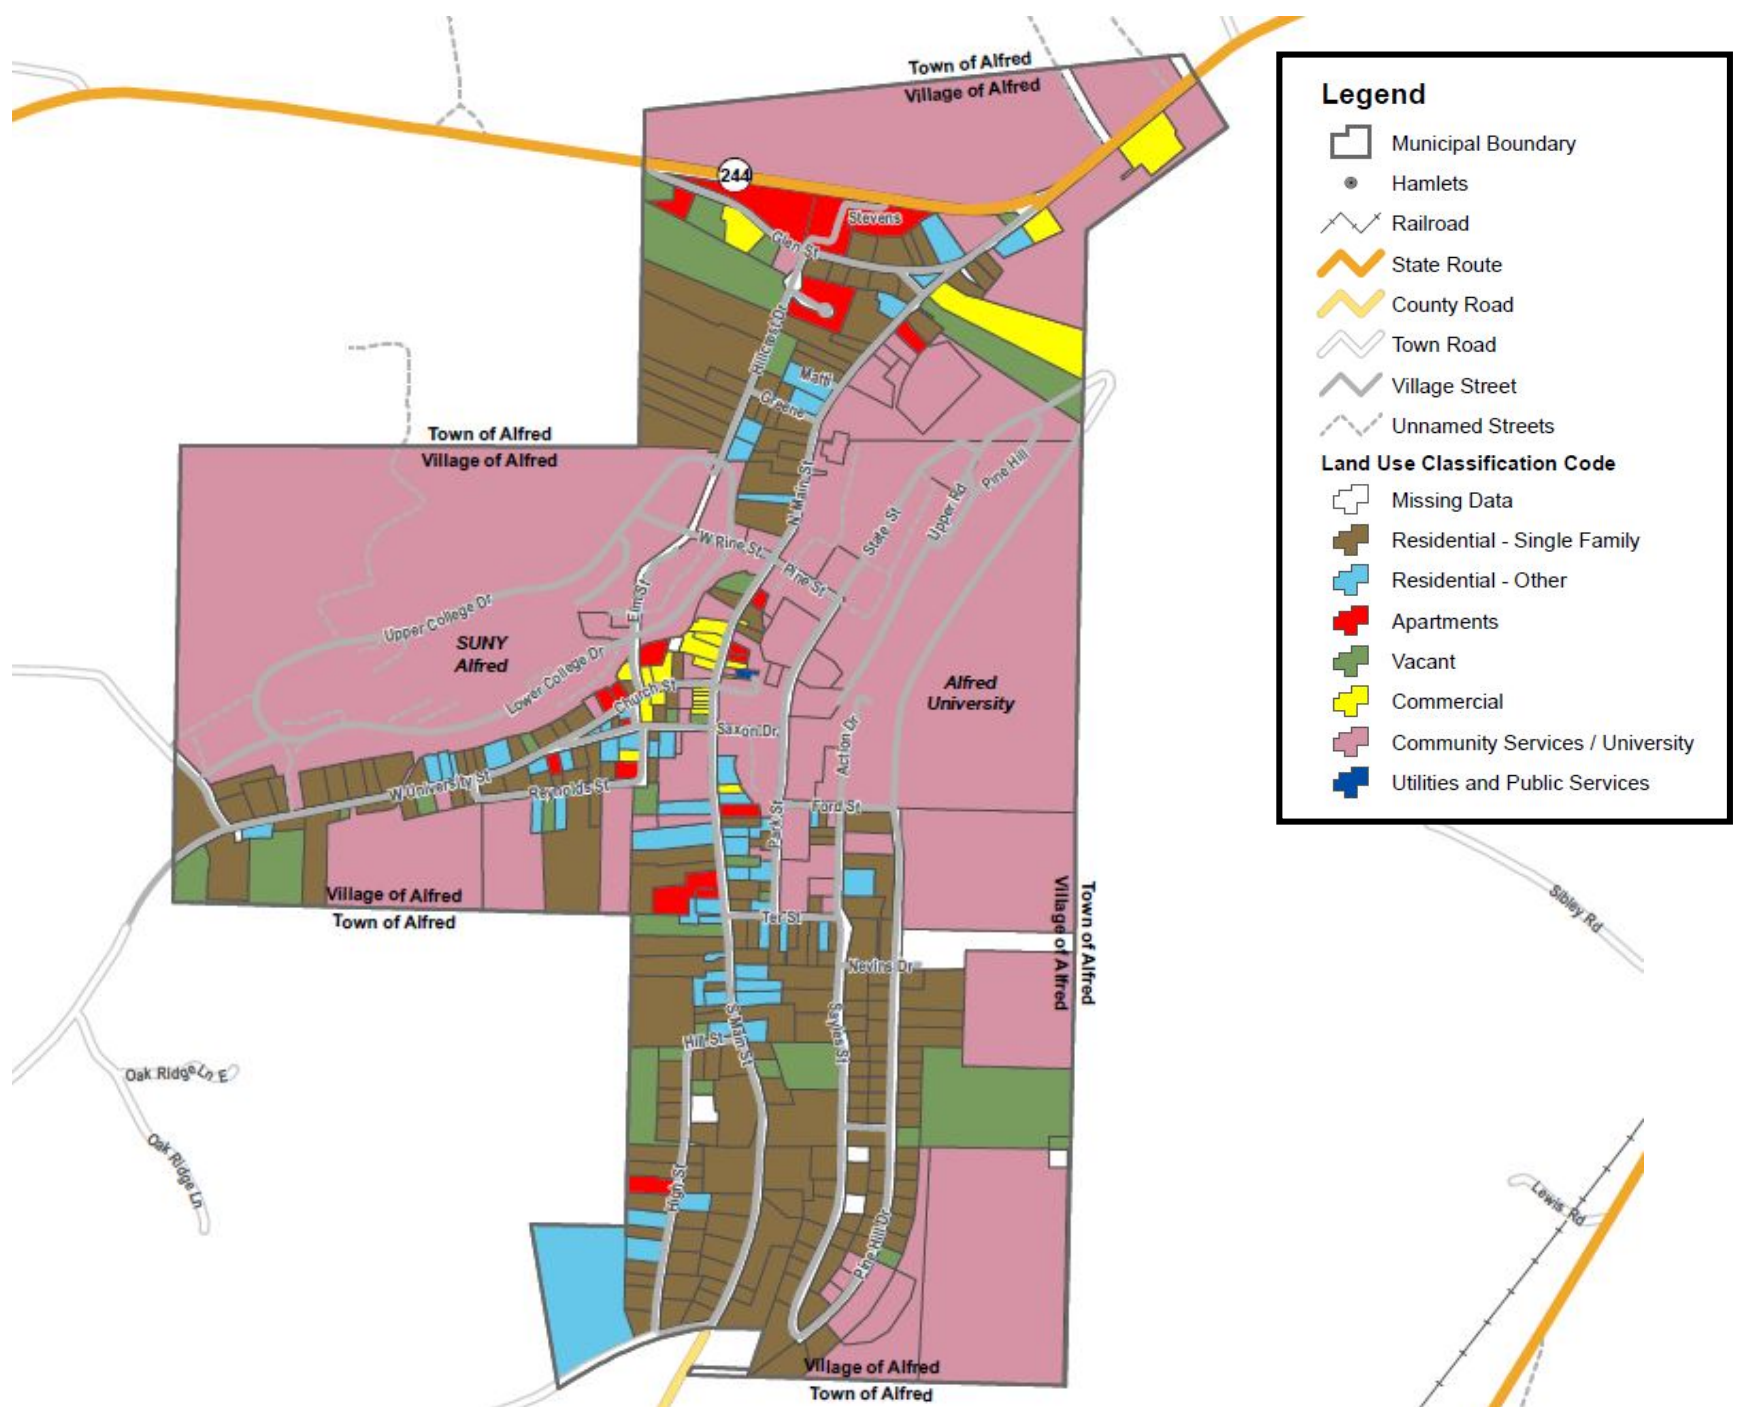 Town of Alfred
Village of Alfred
244
Stevens
Glen St
Hillcrest Dr
Matti
Greene
Town of Alfred
Village of Alfred
N Main St
Pine Hill
Upper Rd
State St
W Pine St
Pine St
Elm St
Upper College Dr
SUNY
Alfred
Lower College Dr
Church St
Alfred
University
Saxon Dr
Action Dr
W University St
Reynolds St
Park St
Ford St
Village of Alfred
Town of Alfred
Ter St
Village of Alfred
Town of Alfred
Nevins Dr
S Main St
Sayles St
Hill St
High St
Pine Hill Dr
Village of Alfred
Town of Alfred
Oak Ridge Ln E
Oak Ridge Ln
Sibley Rd
Lewis Rd
Legend
Municipal Boundary
Hamlets
Railroad
State Route
County Road
Town Road
Village Street
Unnamed Streets
Land Use Classification Code
Missing Data
Residential - Single Family
Residential - Other
Apartments
Vacant
Commercial
Community Services / University
Utilities and Public Services